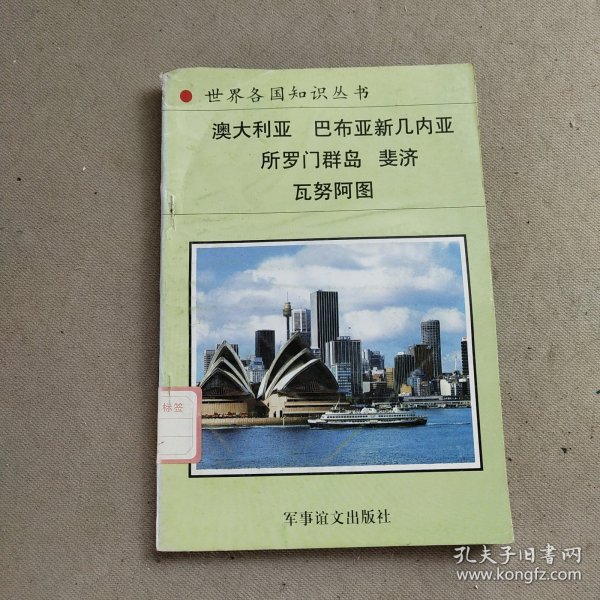 世界各国知识丛书
澳大利亚 巴布亚新几内亚
所罗门群岛 斐济
瓦努阿图
标签
军事谊文出版社
孔夫子旧书网
www.kongfz.com